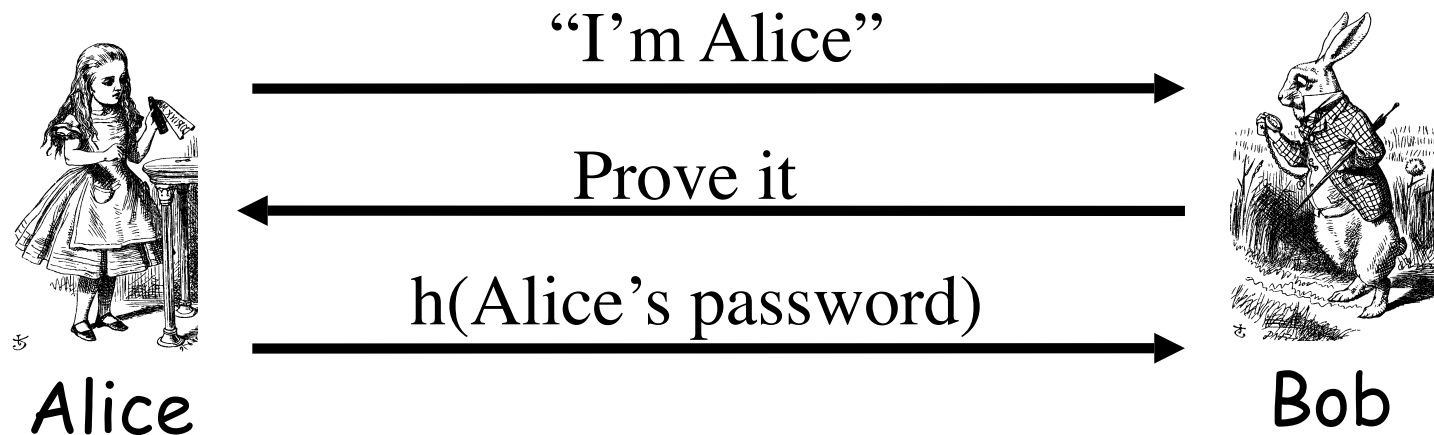 “I’m Alice”
Prove it
h(Alice’s password)
Alice
Bob